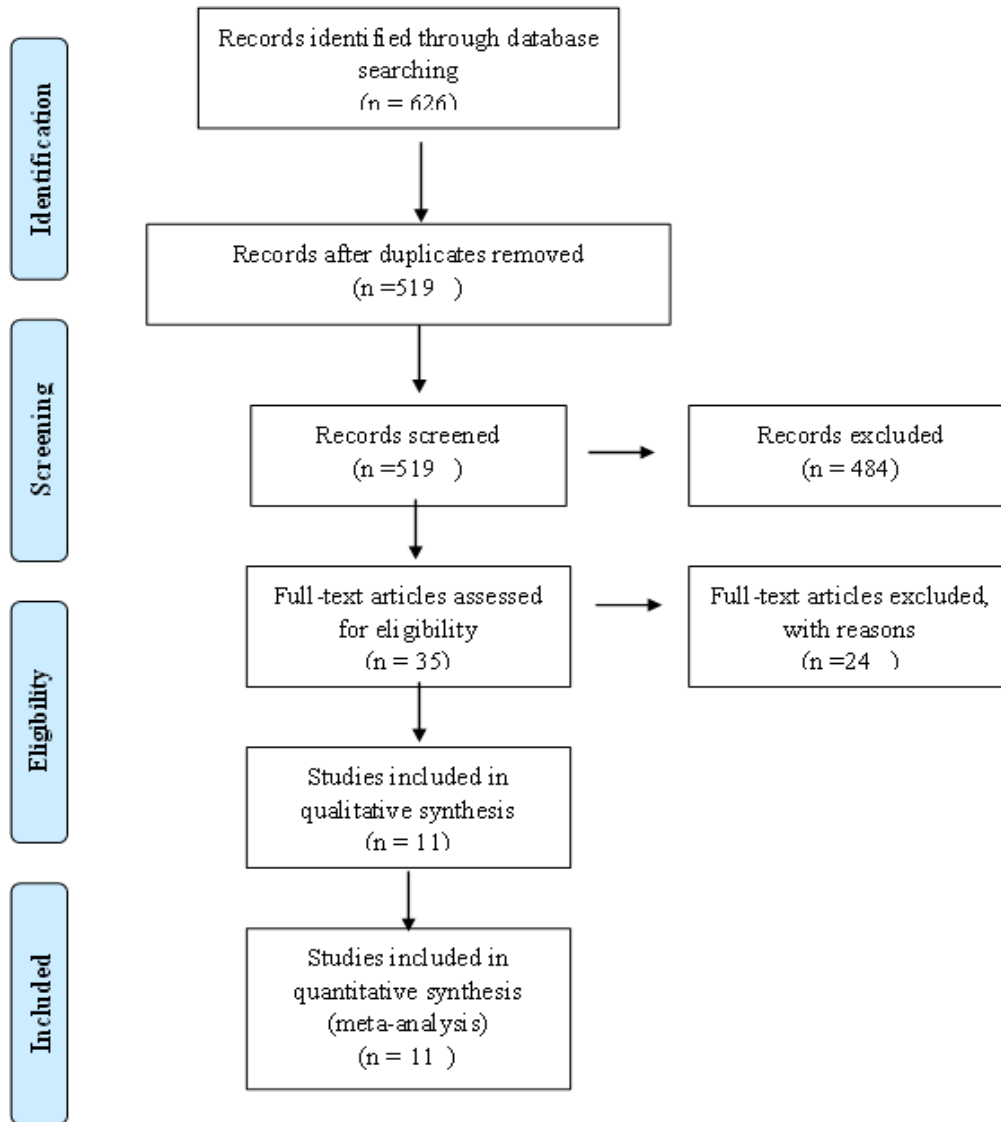 Identification
Records identified through database
searching
(n = 626)
Records after duplicates removed
(n =519   )
Screening
Records screened
(n =519   )
Records excluded
(n = 484)
Eligibility
Full-text articles assessed
for eligibility
(n = 35)
Full-text articles excluded,
with reasons
(n =24   )
Studies included in
qualitative synthesis
(n = 11)
Included
Studies included in
quantitative synthesis
(meta-analysis)
(n = 11  )